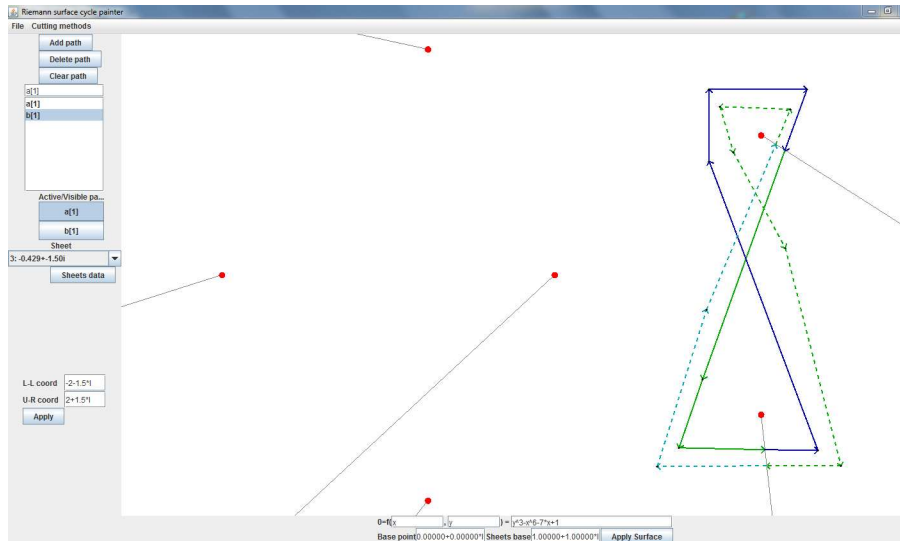 Riemann surface cycle painter
File Cutting methods
Add path
Delete path
Clear path
a[1]
a[1]
b[1]
Active/Visible pa...
a[1]
b[1]
Sheet
3: -0.429+-1.50i
Sheets data
L-L coord -2-1.5*I
U-R coord 2+1.5*I
Apply
0=f(x , y ) = y^3-x^6-7*x+1
Base point 0.00000+0.00000*I Sheets base 1.00000+1.00000*I Apply Surface